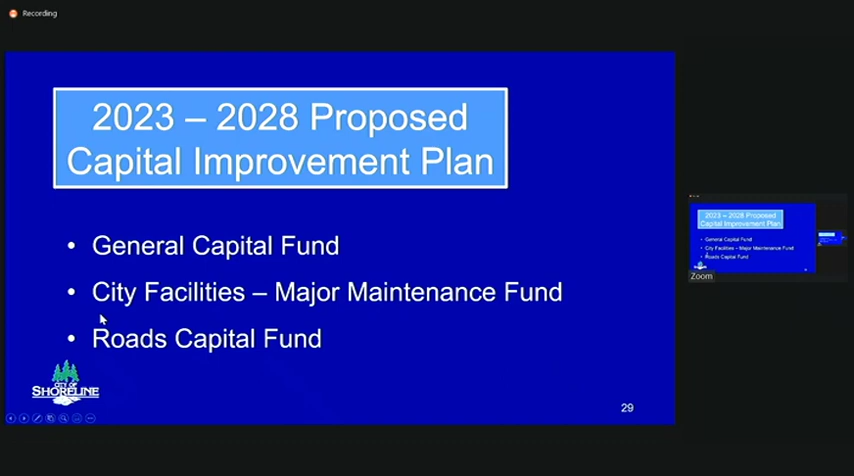 Recording
2023 – 2028 Proposed
Capital Improvement Plan
• General Capital Fund
• City Facilities – Major Maintenance Fund
• Roads Capital Fund
CITY OF
SHORELINE
29
2023 – 2028 Proposed
Capital Improvement Plan
• General Capital Fund
• City Facilities – Major Maintenance Fund
• Roads Capital Fund
Zoom